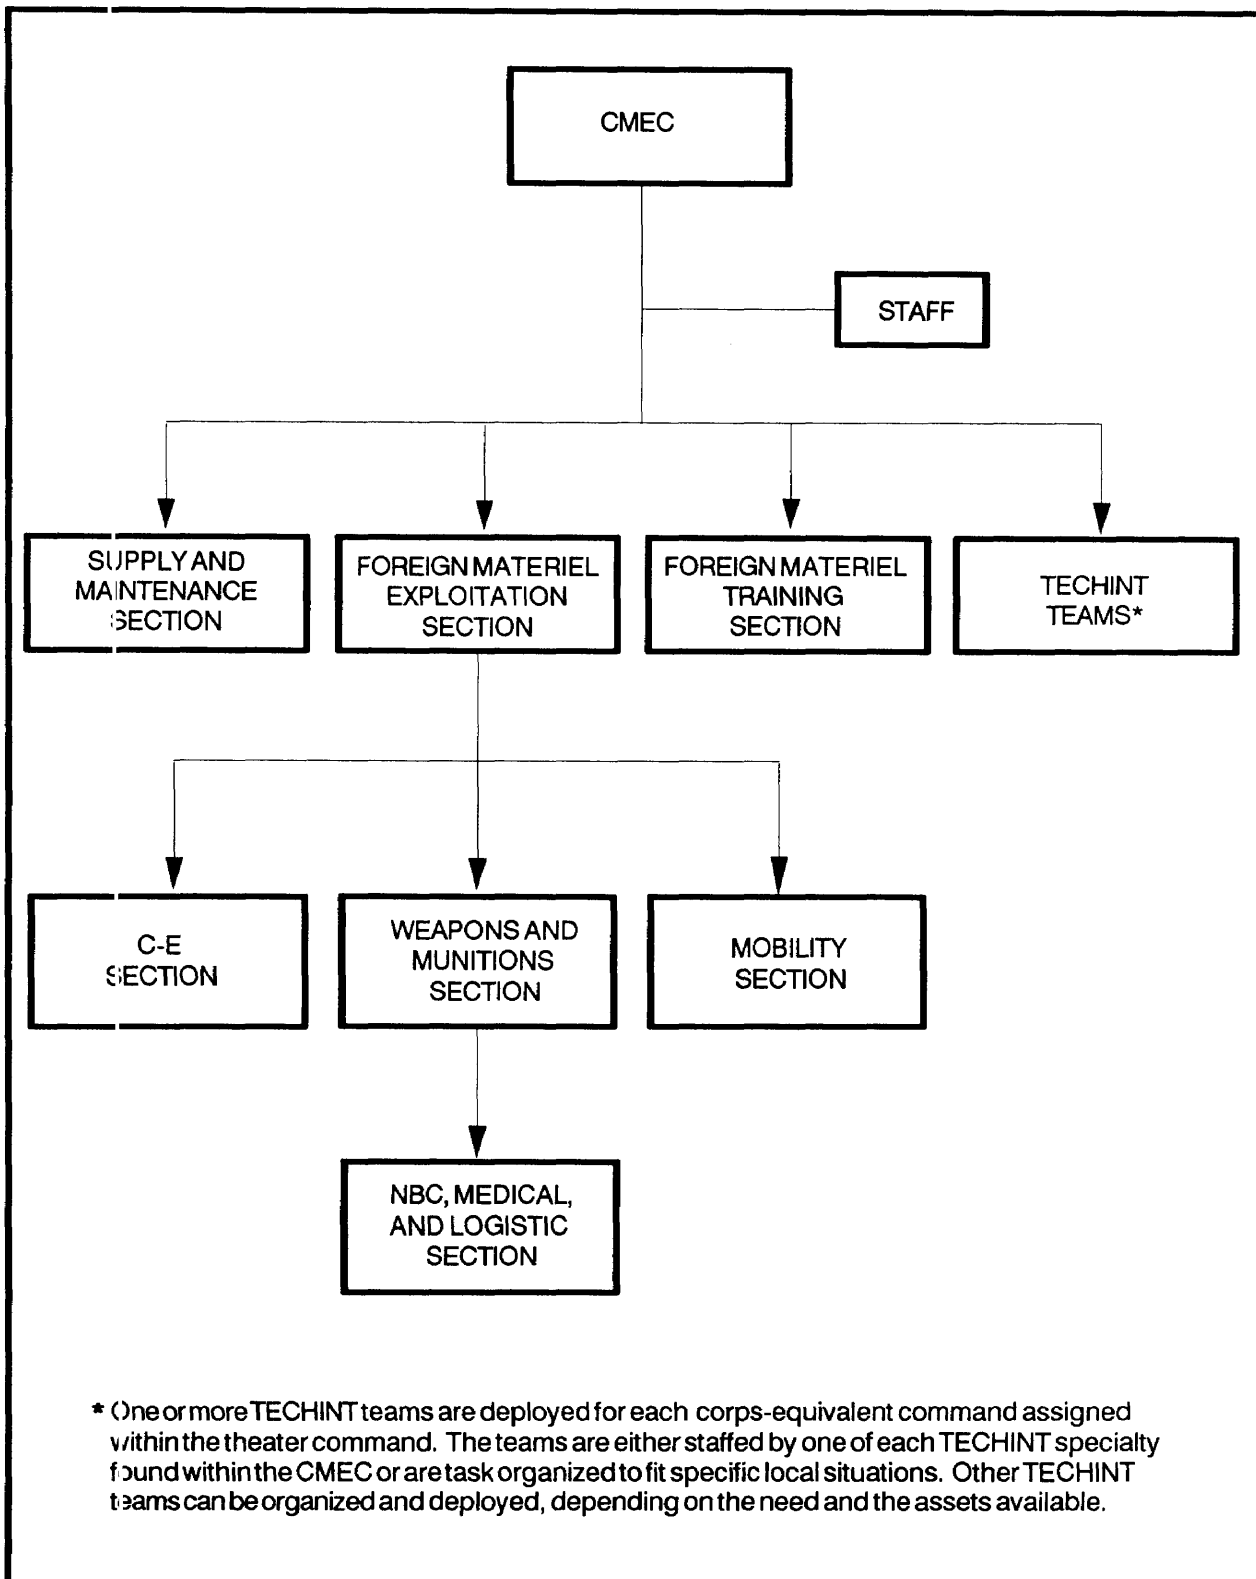 CMEC
STAFF
SUPPLY AND
MAINTENANCE
SECTION
FOREIGN MATERIEL
EXPLOITATION
SECTION
FOREIGN MATERIEL
TRAINING
SECTION
TECHINT
TEAMS*
C-E
SECTION
WEAPONS AND
MUNITIONS
SECTION
MOBILITY
SECTION
NBC, MEDICAL,
AND LOGISTIC
SECTION
* One or more TECHINT teams are deployed for each corps-equivalent command assigned
within the theater command. The teams are either staffed by one of each TECHINT specialty
found within the CMEC or are task organized to fit specific local situations. Other TECHINT
teams can be organized and deployed, depending on the need and the assets available.